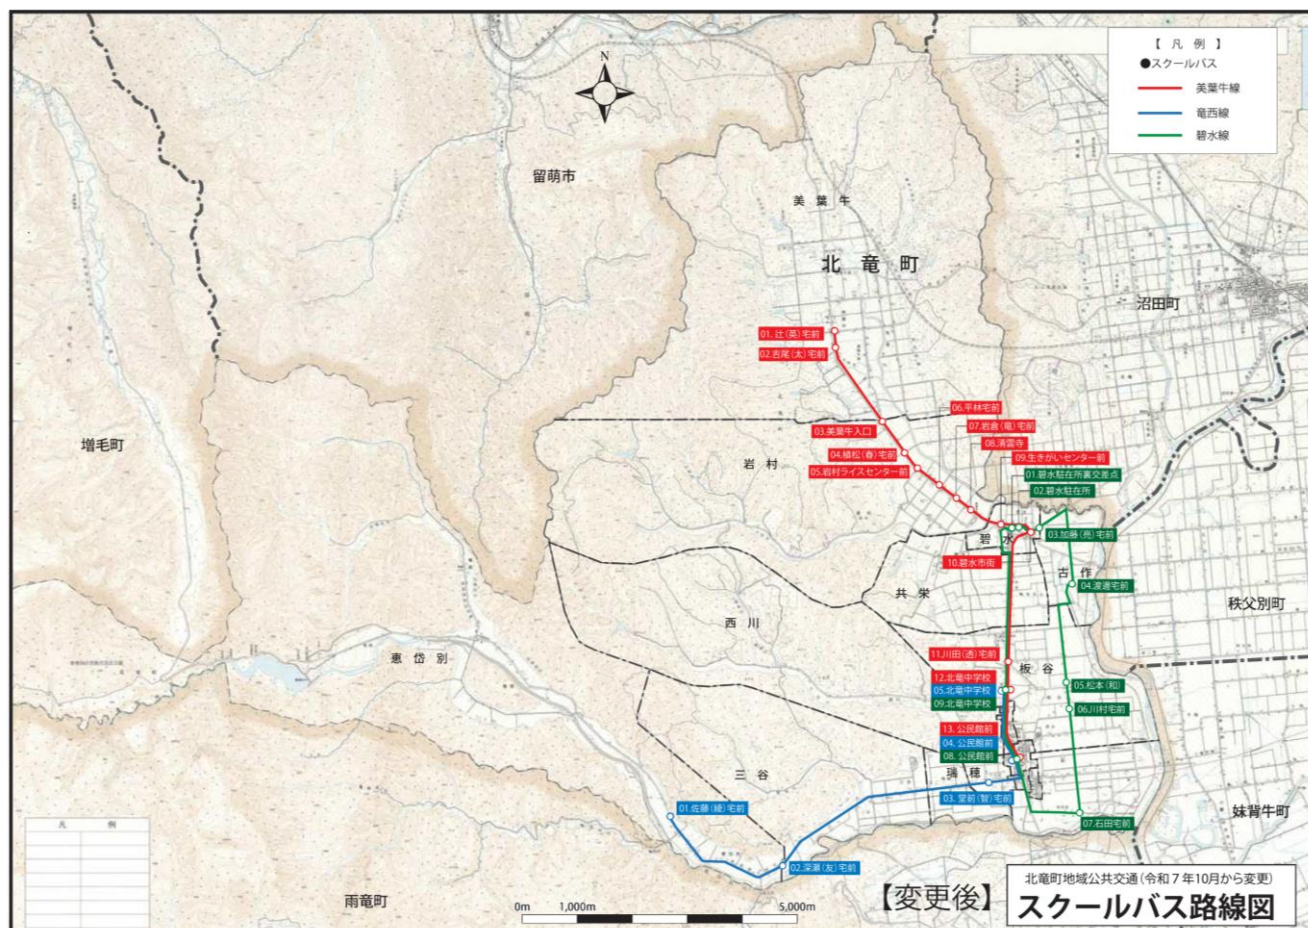 【 凡 例 】
●スクールバス
美葉牛線
竜西線
碧水線
N
留萌市
美 葉 牛
北 竜 町
沼田町
01. 辻(英)宅前
02.吉尾(太)宅前
06.平林宅前
03.美葉牛入口
07.岩倉(竜)宅前
08.清雲寺
増毛町
04.植松(春)宅前
09.生きがいセンター前
岩 村
05.岩村ライスセンター前
01.碧水駐在所裏交差点
02.碧水駐在所
03.加藤(亮)宅前
碧 水
10.碧水市街
古 作
04.渡邊宅前
共 栄
秩父別町
西 川
恵 岱 別
11.川田(透)宅前
板 谷
12.北竜中学校
05.北竜中学校
09.北竜中学校
05.松本(和)
06.川村宅前
13. 公民館前
04. 公民館前
08. 公民館前
三 谷
瑞 穂
03. 堂前(智)宅前
01.佐藤(綾)宅前
07.石田宅前
妹背牛町
02.深瀬(友)宅前
凡 例
雨竜町
0m 1,000m 5,000m
【変更後】
北竜町地域公共交通(令和7年10月から変更)
スクールバス路線図